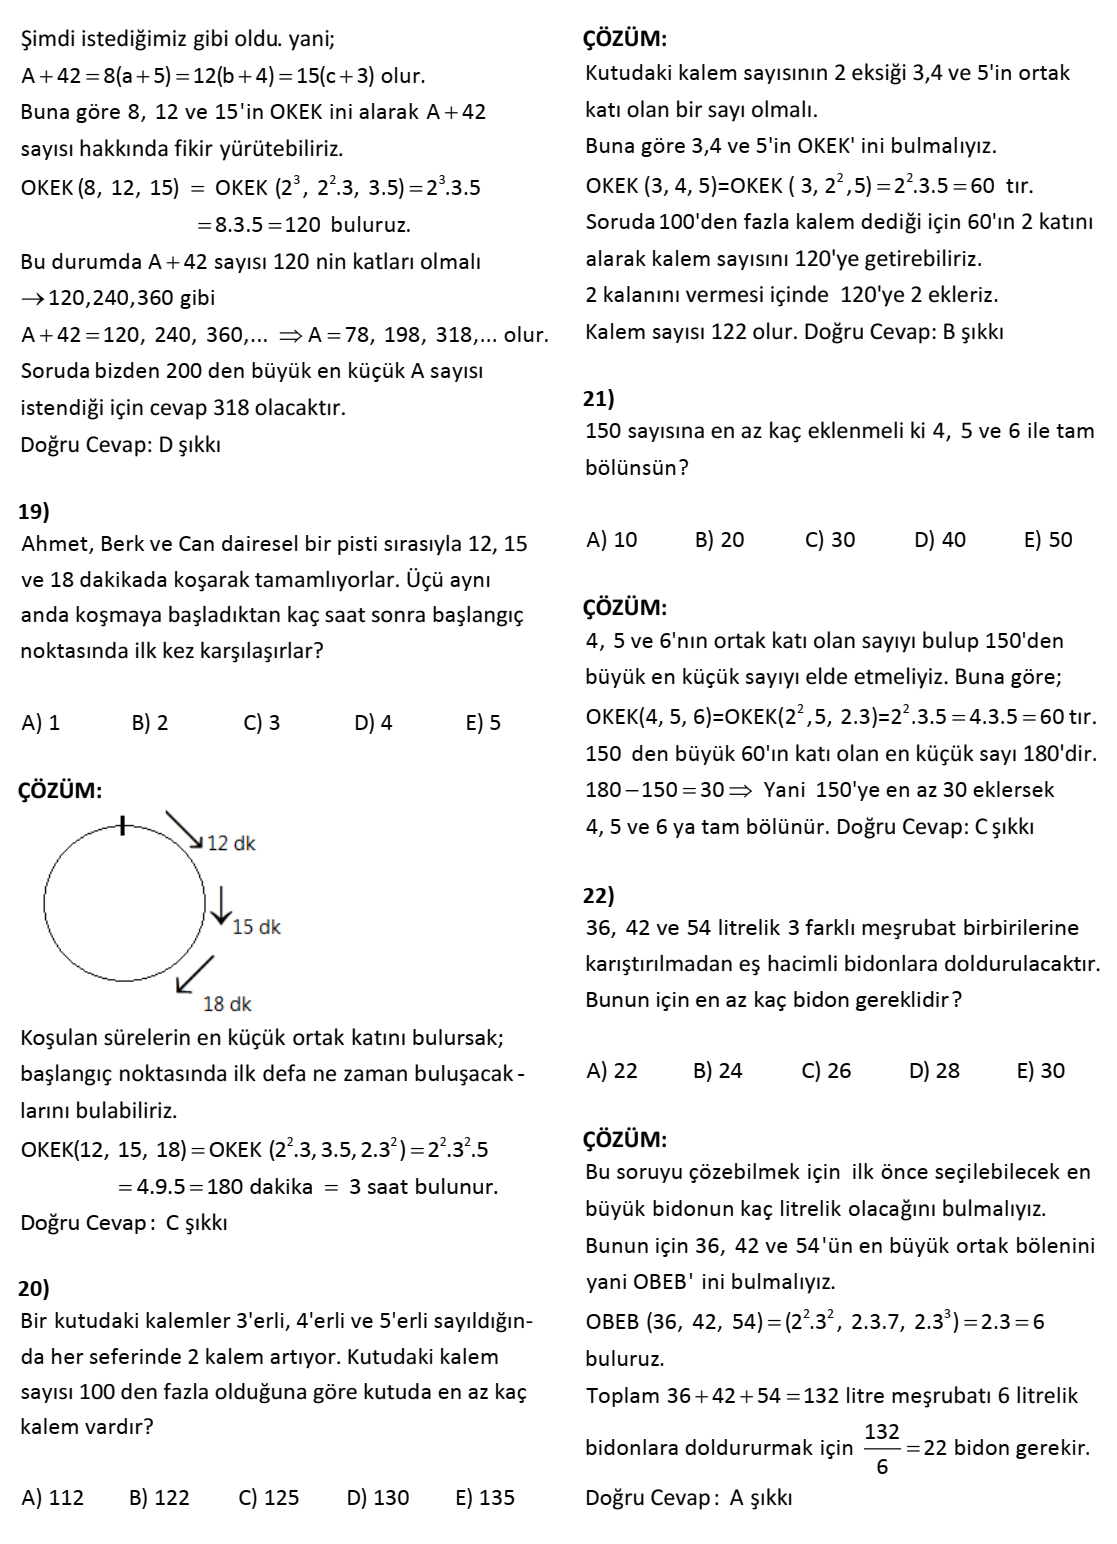 Şimdi istediğimiz gibi oldu. yani;
A + 42 = 8(a + 5) = 12(b + 4) = 15(c + 3) olur.
Buna göre 8, 12 ve 15'in OKEK ini alarak A + 42
sayısı hakkında fikir yürütebiliriz.
OKEK (8, 12, 15) = OKEK (2³, 2².3, 3.5) = 2³.3.5
= 8.3.5 = 120 buluruz.
Bu durumda A + 42 sayısı 120 nin katları olmalı
→ 120,240,360 gibi
A + 42 = 120, 240, 360,... ⇒ A = 78, 198, 318,... olur.
Soruda bizden 200 den büyük en küçük A sayısı
istendiği için cevap 318 olacaktır.
Doğru Cevap: D şıkkı
19)
Ahmet, Berk ve Can dairesel bir pisti sırasıyla 12, 15
ve 18 dakikada koşarak tamamlıyorlar. Üçü aynı
anda koşmaya başladıktan kaç saat sonra başlangıç
noktasında ilk kez karşılaşırlar?
A) 1 B) 2 C) 3 D) 4 E) 5
ÇÖZÜM:
12 dk
15 dk
18 dk
Koşulan sürelerin en küçük ortak katını bulursak;
başlangıç noktasında ilk defa ne zaman buluşacak -
larını bulabiliriz.
OKEK(12, 15, 18) = OKEK (2².3, 3.5, 2.3²) = 2².3².5
= 4.9.5 = 180 dakika = 3 saat bulunur.
Doğru Cevap : C şıkkı
20)
Bir kutudaki kalemler 3'erli, 4'erli ve 5'erli sayıldığın-
da her seferinde 2 kalem artıyor. Kutudaki kalem
sayısı 100 den fazla olduğuna göre kutuda en az kaç
kalem vardır?
A) 112 B) 122 C) 125 D) 130 E) 135
ÇÖZÜM:
Kutudaki kalem sayısının 2 eksiği 3,4 ve 5'in ortak
katı olan bir sayı olmalı.
Buna göre 3,4 ve 5'in OKEK' ini bulmalıyız.
OKEK (3, 4, 5)=OKEK ( 3, 2² ,5) = 2².3.5 = 60 tır.
Soruda 100'den fazla kalem dediği için 60'ın 2 katını
alarak kalem sayısını 120'ye getirebiliriz.
2 kalanını vermesi içinde 120'ye 2 ekleriz.
Kalem sayısı 122 olur. Doğru Cevap: B şıkkı
21)
150 sayısına en az kaç eklenmeli ki 4, 5 ve 6 ile tam
bölünsün?
A) 10 B) 20 C) 30 D) 40 E) 50
ÇÖZÜM:
4, 5 ve 6'nın ortak katı olan sayıyı bulup 150'den
büyük en küçük sayıyı elde etmeliyiz. Buna göre;
OKEK(4, 5, 6)=OKEK(2² ,5, 2.3)=2².3.5 = 4.3.5 = 60 tır.
150 den büyük 60'ın katı olan en küçük sayı 180'dir.
180 − 150 = 30 ⇒ Yani 150'ye en az 30 eklersek
4, 5 ve 6 ya tam bölünür. Doğru Cevap: C şıkkı
22)
36, 42 ve 54 litrelik 3 farklı meşrubat birbirilerine
karıştırılmadan eş hacimli bidonlara doldurulacaktır.
Bunun için en az kaç bidon gereklidir?
A) 22 B) 24 C) 26 D) 28 E) 30
ÇÖZÜM:
Bu soruyu çözebilmek için ilk önce seçilebilecek en
büyük bidonun kaç litrelik olacağını bulmalıyız.
Bunun için 36, 42 ve 54'ün en büyük ortak bölenini
yani OBEB' ini bulmalıyız.
OBEB (36, 42, 54) = (2².3², 2.3.7, 2.3³) = 2.3 = 6
buluruz.
Toplam 36 + 42 + 54 = 132 litre meşrubatı 6 litrelik
bidonlara doldururmak için 132/6 = 22 bidon gerekir.
Doğru Cevap : A şıkkı